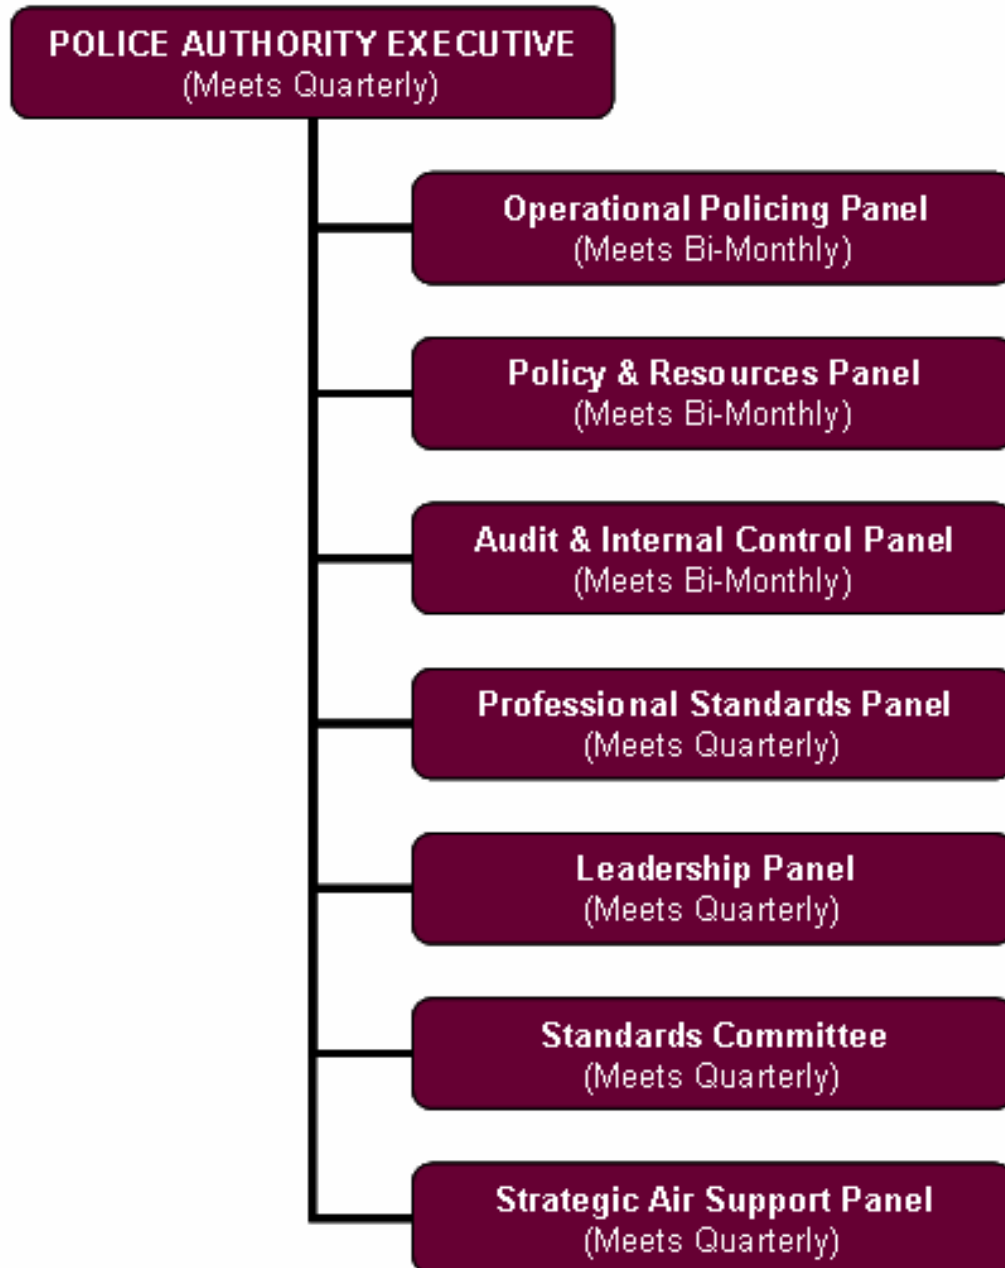 POLICE AUTHORITY EXECUTIVE
(Meets Quarterly)
Operational Policing Panel
(Meets Bi-Monthly)
Policy & Resources Panel
(Meets Bi-Monthly)
Audit & Internal Control Panel
(Meets Bi-Monthly)
Professional Standards Panel
(Meets Quarterly)
Leadership Panel
(Meets Quarterly)
Standards Committee
(Meets Quarterly)
Strategic Air Support Panel
(Meets Quarterly)